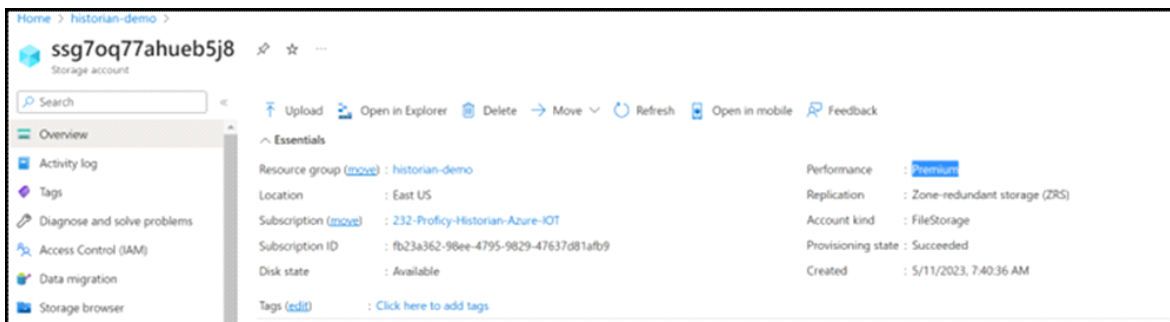 Home > historian-demo >
ssg7oq77ahueb5j8
Storage account
Search
Overview
Activity log
Tags
Diagnose and solve problems
Access Control (IAM)
Data migration
Storage browser
Upload Open in Explorer Delete Move Refresh Open in mobile Feedback
Essentials
Resource group (move) : historian-demo
Location : East US
Subscription (move) : 232-Proficy-Historian-Azure-IOT
Subscription ID : fb23a362-98ee-4795-9829-47637d81afb9
Disk state : Available
Tags (edit) : Click here to add tags
Performance : Premium
Replication : Zone-redundant storage (ZRS)
Account kind : FileStorage
Provisioning state : Succeeded
Created : 5/11/2023, 7:40:36 AM